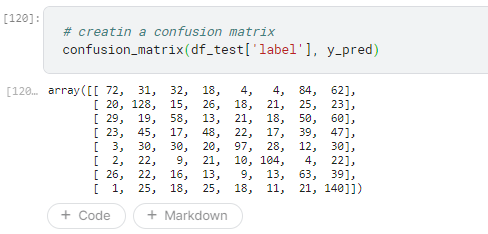 [120]:
# creatin a confusion matrix
confusion_matrix(df_test['label'], y_pred)
[120…
array([[ 72, 31, 32, 18, 4, 4, 84, 62],
[ 20, 128, 15, 26, 18, 21, 25, 23],
[ 29, 19, 58, 13, 21, 18, 50, 60],
[ 23, 45, 17, 48, 22, 17, 39, 47],
[ 3, 30, 30, 20, 97, 28, 12, 30],
[ 2, 22, 9, 21, 10, 104, 4, 22],
[ 26, 22, 16, 13, 9, 13, 63, 39],
[ 1, 25, 18, 25, 18, 11, 21, 140]])
+ Code + Markdown